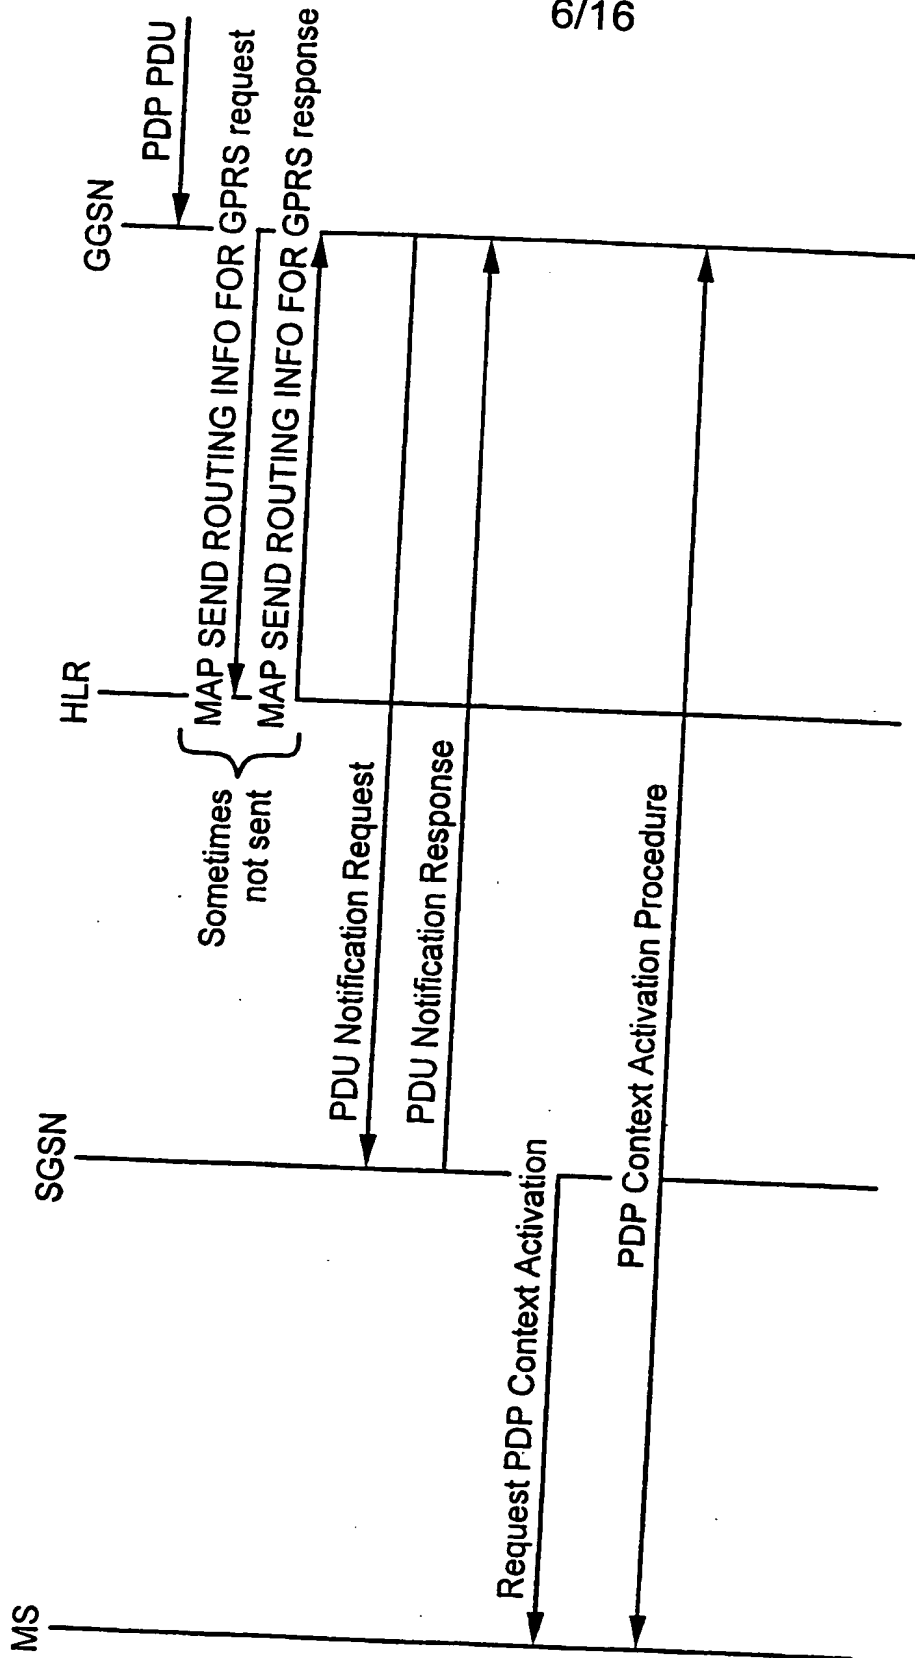 6/16
MS
SGSN
HLR
GGSN
PDP PDU
MAP SEND ROUTING INFO FOR GPRS request
MAP SEND ROUTING INFO FOR GPRS response
Sometimes
not sent
PDU Notification Request
PDU Notification Response
Request PDP Context Activation
PDP Context Activation Procedure